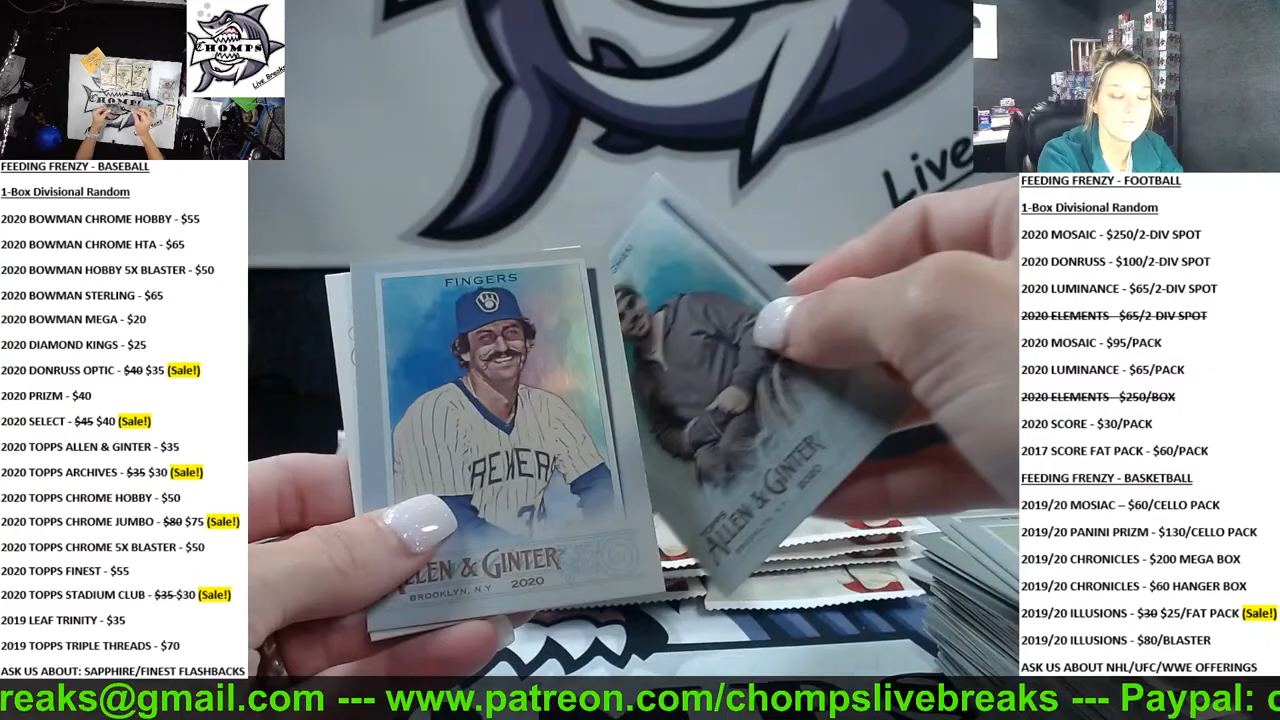 CHOMPS
Live Breaks
CHOMPS
Live
FEEDING FRENZY - BASEBALL
1-Box Divisional Random
2020 BOWMAN CHROME HOBBY - $55
2020 BOWMAN CHROME HTA - $65
2020 BOWMAN HOBBY 5X BLASTER - $50
2020 BOWMAN STERLING - $65
2020 BOWMAN MEGA - $20
2020 DIAMOND KINGS - $25
2020 DONRUSS OPTIC - $40 $35 (Sale!)
2020 PRIZM - $40
2020 SELECT - $45 $40 (Sale!)
2020 TOPPS ALLEN & GINTER - $35
2020 TOPPS ARCHIVES - $35 $30 (Sale!)
2020 TOPPS CHROME HOBBY - $50
2020 TOPPS CHROME JUMBO - $80 $75 (Sale!)
2020 TOPPS CHROME 5X BLASTER - $50
2020 TOPPS FINEST - $55
2020 TOPPS STADIUM CLUB - $35 $30 (Sale!)
2019 LEAF TRINITY - $35
2019 TOPPS TRIPLE THREADS - $70
ASK US ABOUT: SAPPHIRE/FINEST FLASHBACKS
FINGERS
REWER
34
ALLEN & GINTER
BROOKLYN, NY 2020
TOPPS
ALLEN & GINTER
2020
FEEDING FRENZY - FOOTBALL
1-Box Divisional Random
2020 MOSAIC - $250/2-DIV SPOT
2020 DONRUSS - $100/2-DIV SPOT
2020 LUMINANCE - $65/2-DIV SPOT
2020 ELEMENTS - $65/2-DIV SPOT
2020 MOSAIC - $95/PACK
2020 LUMINANCE - $65/PACK
2020 ELEMENTS - $250/BOX
2020 SCORE - $30/PACK
2017 SCORE FAT PACK - $60/PACK
FEEDING FRENZY - BASKETBALL
2019/20 MOSIAC – $60/CELLO PACK
2019/20 PANINI PRIZM - $130/CELLO PACK
2019/20 CHRONICLES - $200 MEGA BOX
2019/20 CHRONICLES - $60 HANGER BOX
2019/20 ILLUSIONS - $30 $25/FAT PACK (Sale!)
2019/20 ILLUSIONS - $80/BLASTER
ASK US ABOUT NHL/UFC/WWE OFFERINGS
reaks@gmail.com --- www.patreon.com/chompslivebreaks --- Paypal: c